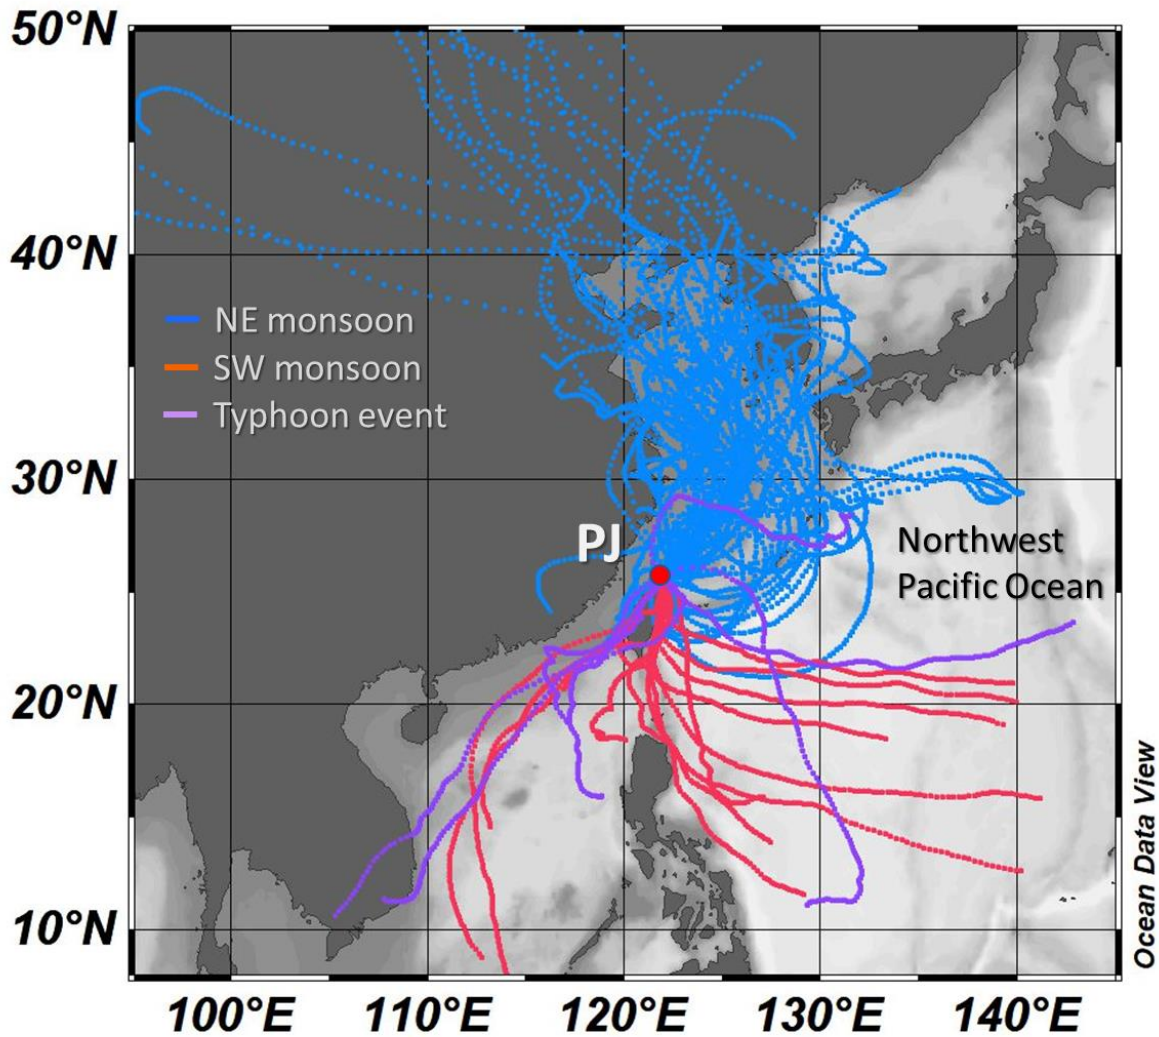 50°N
40°N
NE monsoon
SW monsoon
Typhoon event
30°N
PJ
Northwest
Pacific Ocean
20°N
10°N
100°E 110°E 120°E 130°E 140°E
Ocean Data View